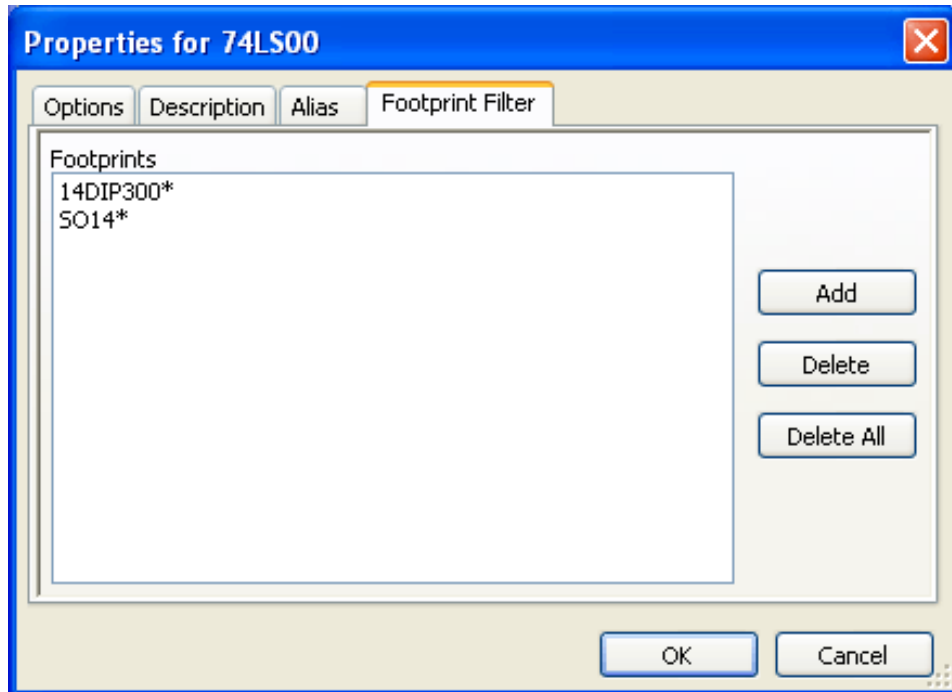 Properties for 74LS00
Options Description Alias Footprint Filter
Footprints
14DIP300*
SO14*
Add
Delete
Delete All
OK Cancel